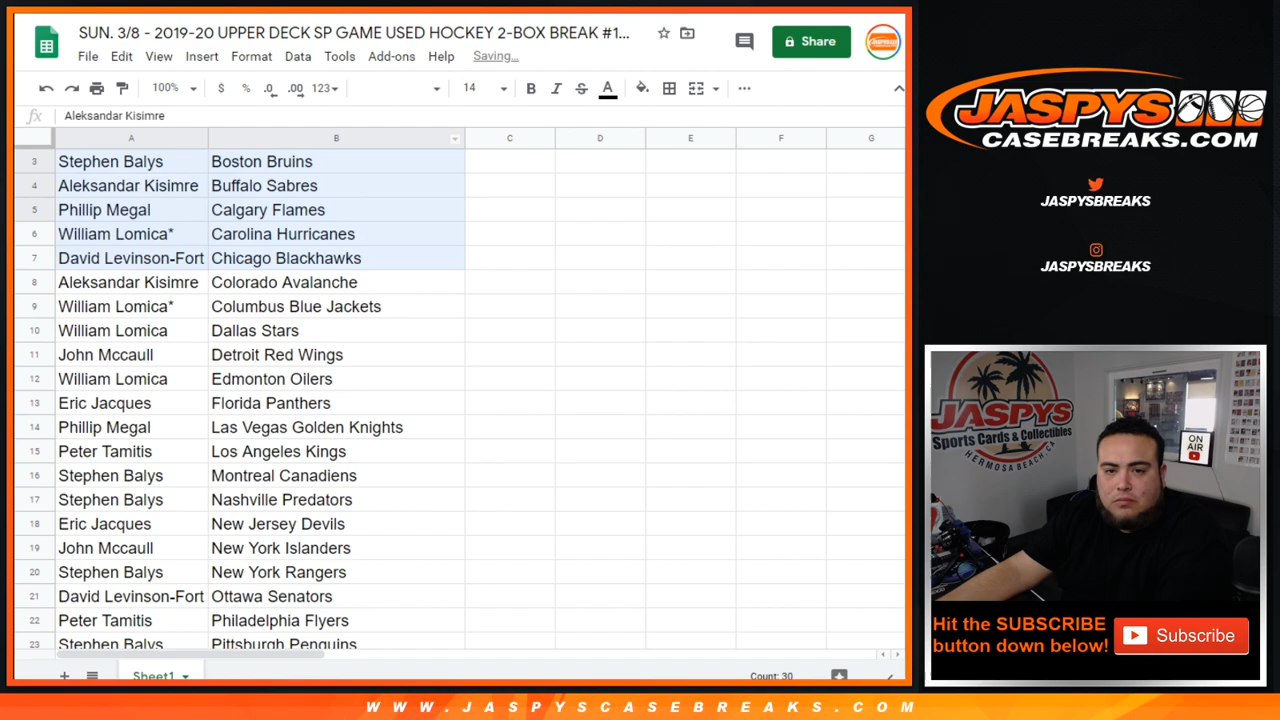 SUN. 3/8 - 2019-20 UPPER DECK SP GAME USED HOCKEY 2-BOX BREAK #1...
Share
File Edit View Insert Format Data Tools Add-ons Help Saving...
100% $ % .0 .00 123 14 B I S A
fx Aleksandar Kisimre
A B C D E F G
3 Stephen Balys Boston Bruins
4 Aleksandar Kisimre Buffalo Sabres
5 Phillip Megal Calgary Flames
6 William Lomica* Carolina Hurricanes
7 David Levinson-Fort Chicago Blackhawks
8 Aleksandar Kisimre Colorado Avalanche
9 William Lomica* Columbus Blue Jackets
10 William Lomica Dallas Stars
11 John Mccaull Detroit Red Wings
12 William Lomica Edmonton Oilers
13 Eric Jacques Florida Panthers
14 Phillip Megal Las Vegas Golden Knights
15 Peter Tamitis Los Angeles Kings
16 Stephen Balys Montreal Canadiens
17 Stephen Balys Nashville Predators
18 Eric Jacques New Jersey Devils
19 John Mccaull New York Islanders
20 Stephen Balys New York Rangers
21 David Levinson-Fort Ottawa Senators
22 Peter Tamitis Philadelphia Flyers
23 Stephen Balys Pittsburgh Penguins
Sheet1 Count: 30
JASPYS
CASEBREAKS.COM
JASPYSBREAKS
JASPYSBREAKS
JASPYS
Sports Cards & Collectibles
HERMOSA BEACH, CA
ON
AIR
Hit the SUBSCRIBE
button down below!
Subscribe
WWW.JASPYSCASEBREAKS.COM